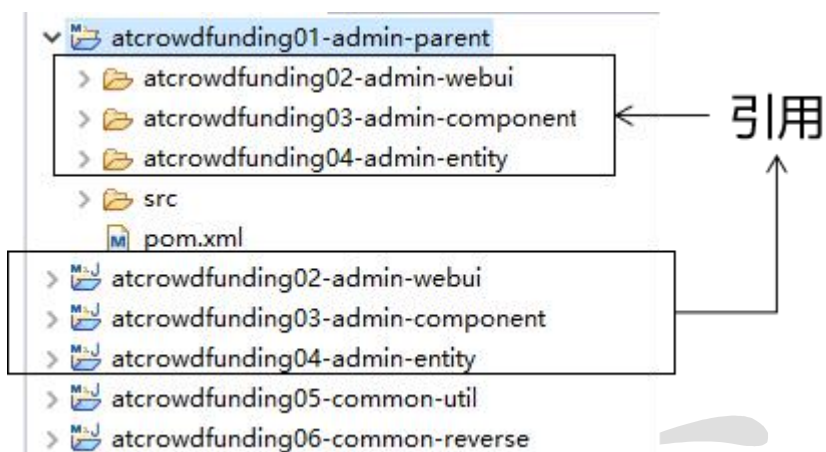 atcrowdfunding01-admin-parent
atcrowdfunding02-admin-webui
atcrowdfunding03-admin-component
atcrowdfunding04-admin-entity
引用
src
pom.xml
atcrowdfunding02-admin-webui
atcrowdfunding03-admin-component
atcrowdfunding04-admin-entity
atcrowdfunding05-common-util
atcrowdfunding06-common-reverse